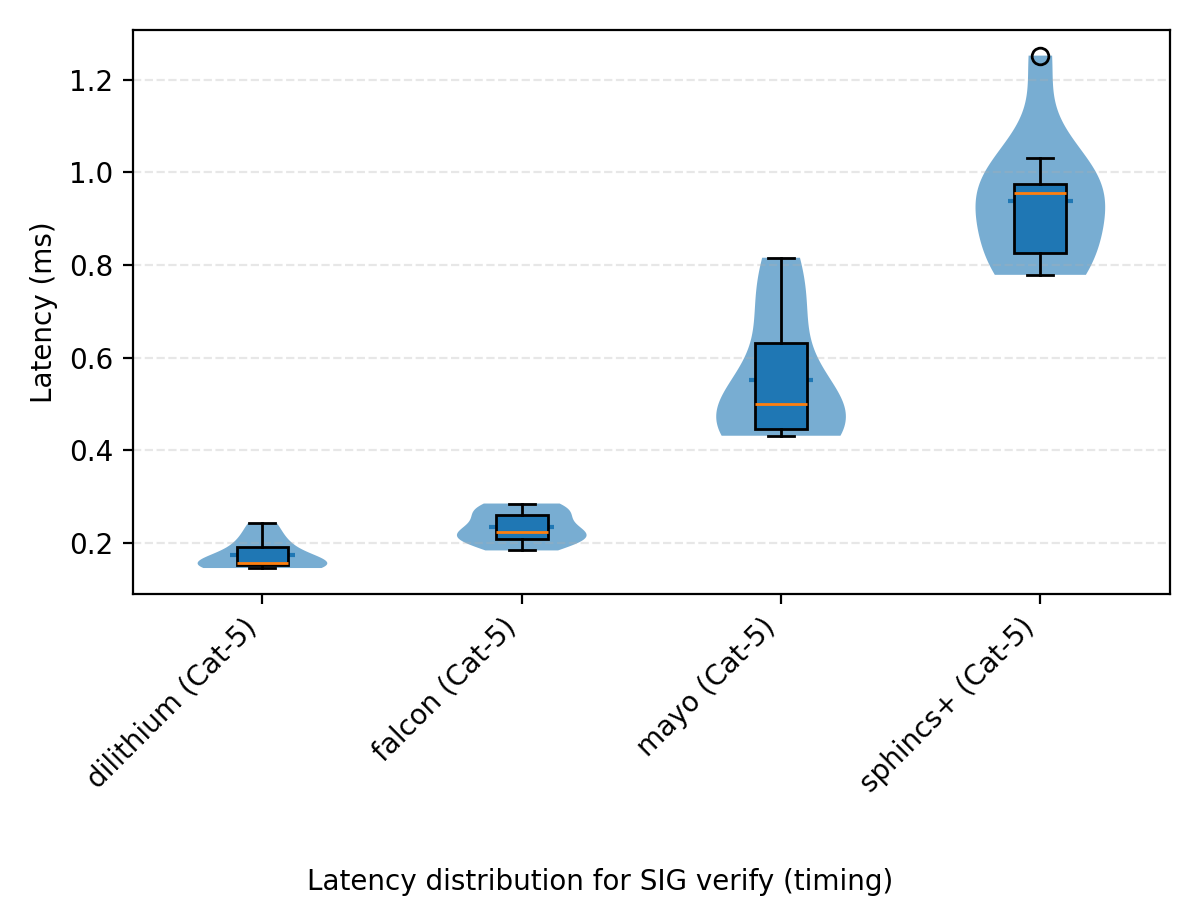 1.2
1.0
0.8
0.6
0.4
0.2
Latency (ms)
dilithium (Cat-5)
falcon (Cat-5)
mayo (Cat-5)
sphincs+ (Cat-5)
Latency distribution for SIG verify (timing)